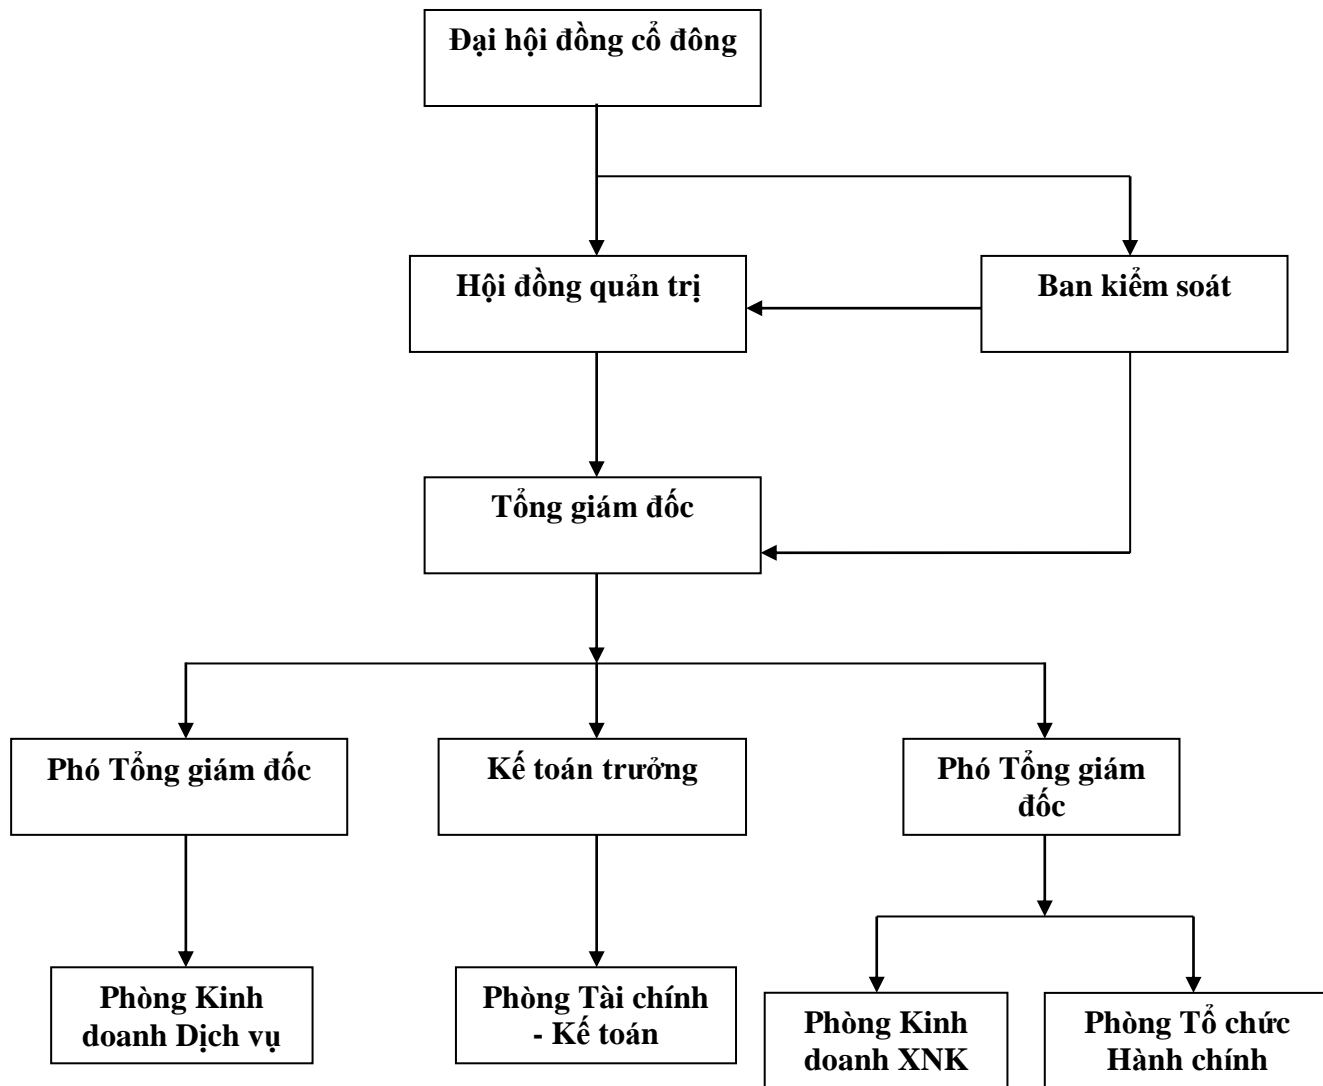 Đại hội đồng cổ đông
Hội đồng quản trị
Ban kiểm soát
Tổng giám đốc
Phó Tổng giám đốc
Kế toán trưởng
Phó Tổng giám
đốc
Phòng Kinh
doanh Dịch vụ
Phòng Tài chính
- Kế toán
Phòng Kinh
doanh XNK
Phòng Tổ chức
Hành chính